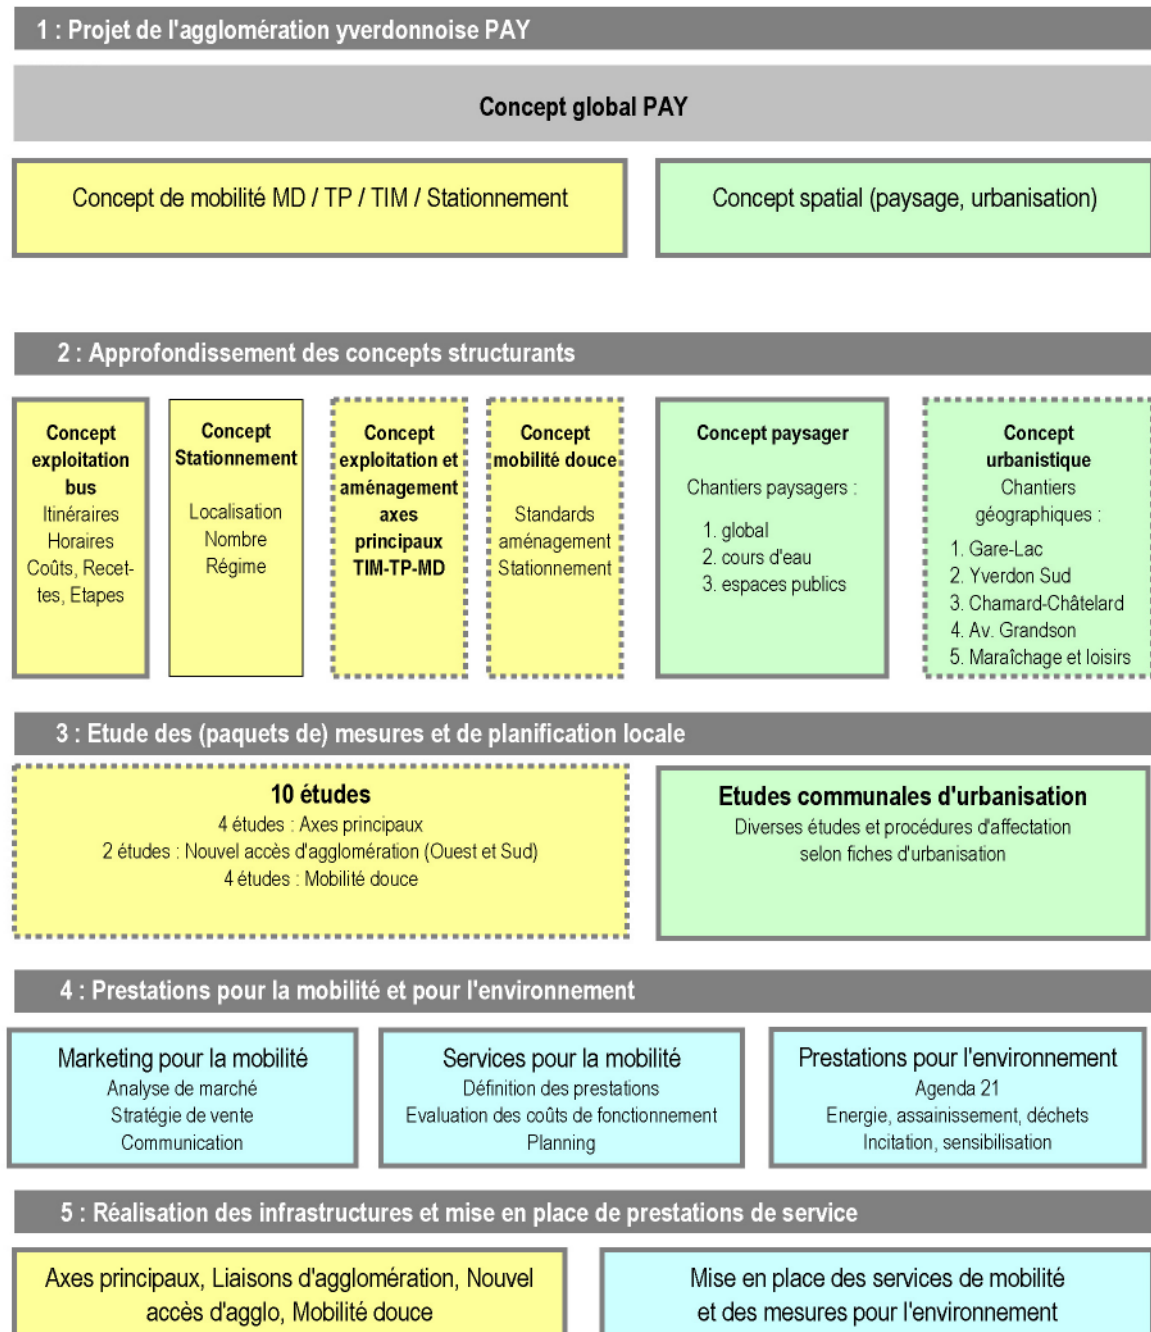 1 : Projet de l'agglomération yverdonnoise PAY
Concept global PAY
Concept de mobilité MD / TP / TIM / Stationnement
Concept spatial (paysage, urbanisation)
2 : Approfondissement des concepts structurants
Concept
exploitation
bus
Itinéraires
Horaires
Coûts, Recet-
tes, Etapes
Concept
Stationnement
Localisation
Nombre
Régime
Concept
exploitation et
aménagement
axes
principaux
TIM-TP-MD
Concept
mobilité douce
Standards
aménagement
Stationnement
Concept paysager
Chantiers paysagers :
1. global
2. cours d'eau
3. espaces publics
Concept
urbanistique
Chantiers
géographiques :
1. Gare-Lac
2. Yverdon Sud
3. Chamard-Châtelard
4. Av. Grandson
5. Maraîchage et loisirs
3 : Etude des (paquets de) mesures et de planification locale
10 études
4 études : Axes principaux
2 études : Nouvel accès d'agglomération (Ouest et Sud)
4 études : Mobilité douce
Etudes communales d'urbanisation
Diverses études et procédures d'affectation
selon fiches d'urbanisation
4 : Prestations pour la mobilité et pour l'environnement
Marketing pour la mobilité
Analyse de marché
Stratégie de vente
Communication
Services pour la mobilité
Définition des prestations
Evaluation des coûts de fonctionnement
Planning
Prestations pour l'environnement
Agenda 21
Energie, assainissement, déchets
Incitation, sensibilisation
5 : Réalisation des infrastructures et mise en place de prestations de service
Axes principaux, Liaisons d'agglomération, Nouvel
accès d'agglo, Mobilité douce
Mise en place des services de mobilité
et des mesures pour l'environnement